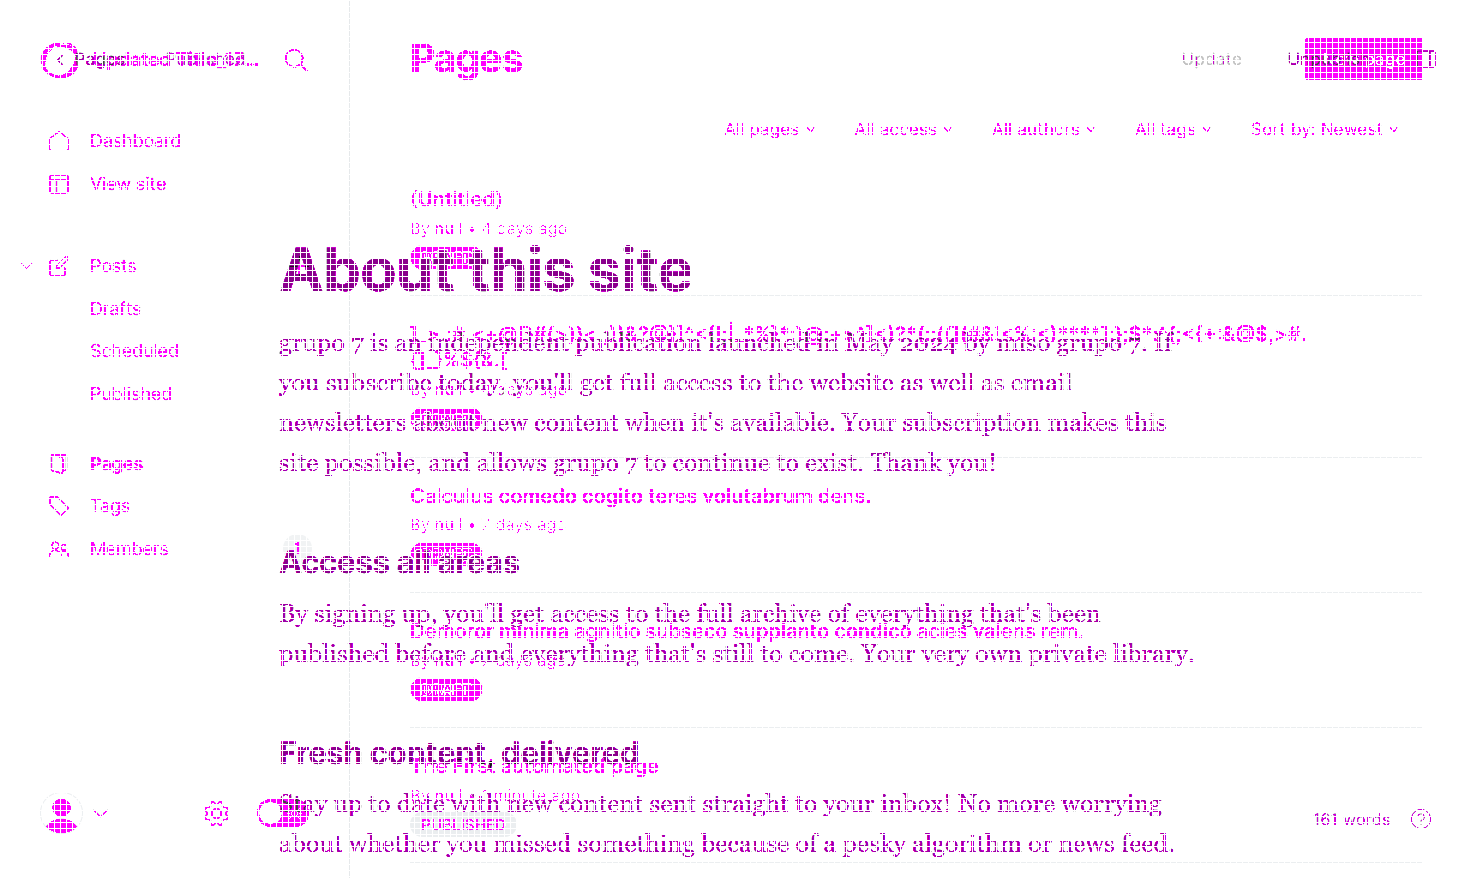 Pages
Update
All pages
All access
All authors
All tags
Sort by: Newest
Dashboard
View site
(Untitled)
By null • 4 days ago
About this site
Posts
Drafts
Scheduled
Published
grupo 7 is an independent publication launched in May 2024 by miso grupo 7. If
you subscribe today, you'll get full access to the website as well as email
newsletters about new content when it's available. Your subscription makes this
site possible, and allows grupo 7 to continue to exist. Thank you!
Pages
Tags
Members
Calculus comedo cogito teres volutabrum dens.
By null • 7 days ago
Access all areas
By signing up, you'll get access to the full archive of everything that's been
Demoror minima agnitio subseco supplanto condico acies valens rem.
published before and everything that's still to come. Your very own private library.
Fresh content, delivered
The First automated page
Stay up to date with new content sent straight to your inbox! No more worrying
PUBLISHED
161 words
about whether you missed something because of a pesky algorithm or news feed.